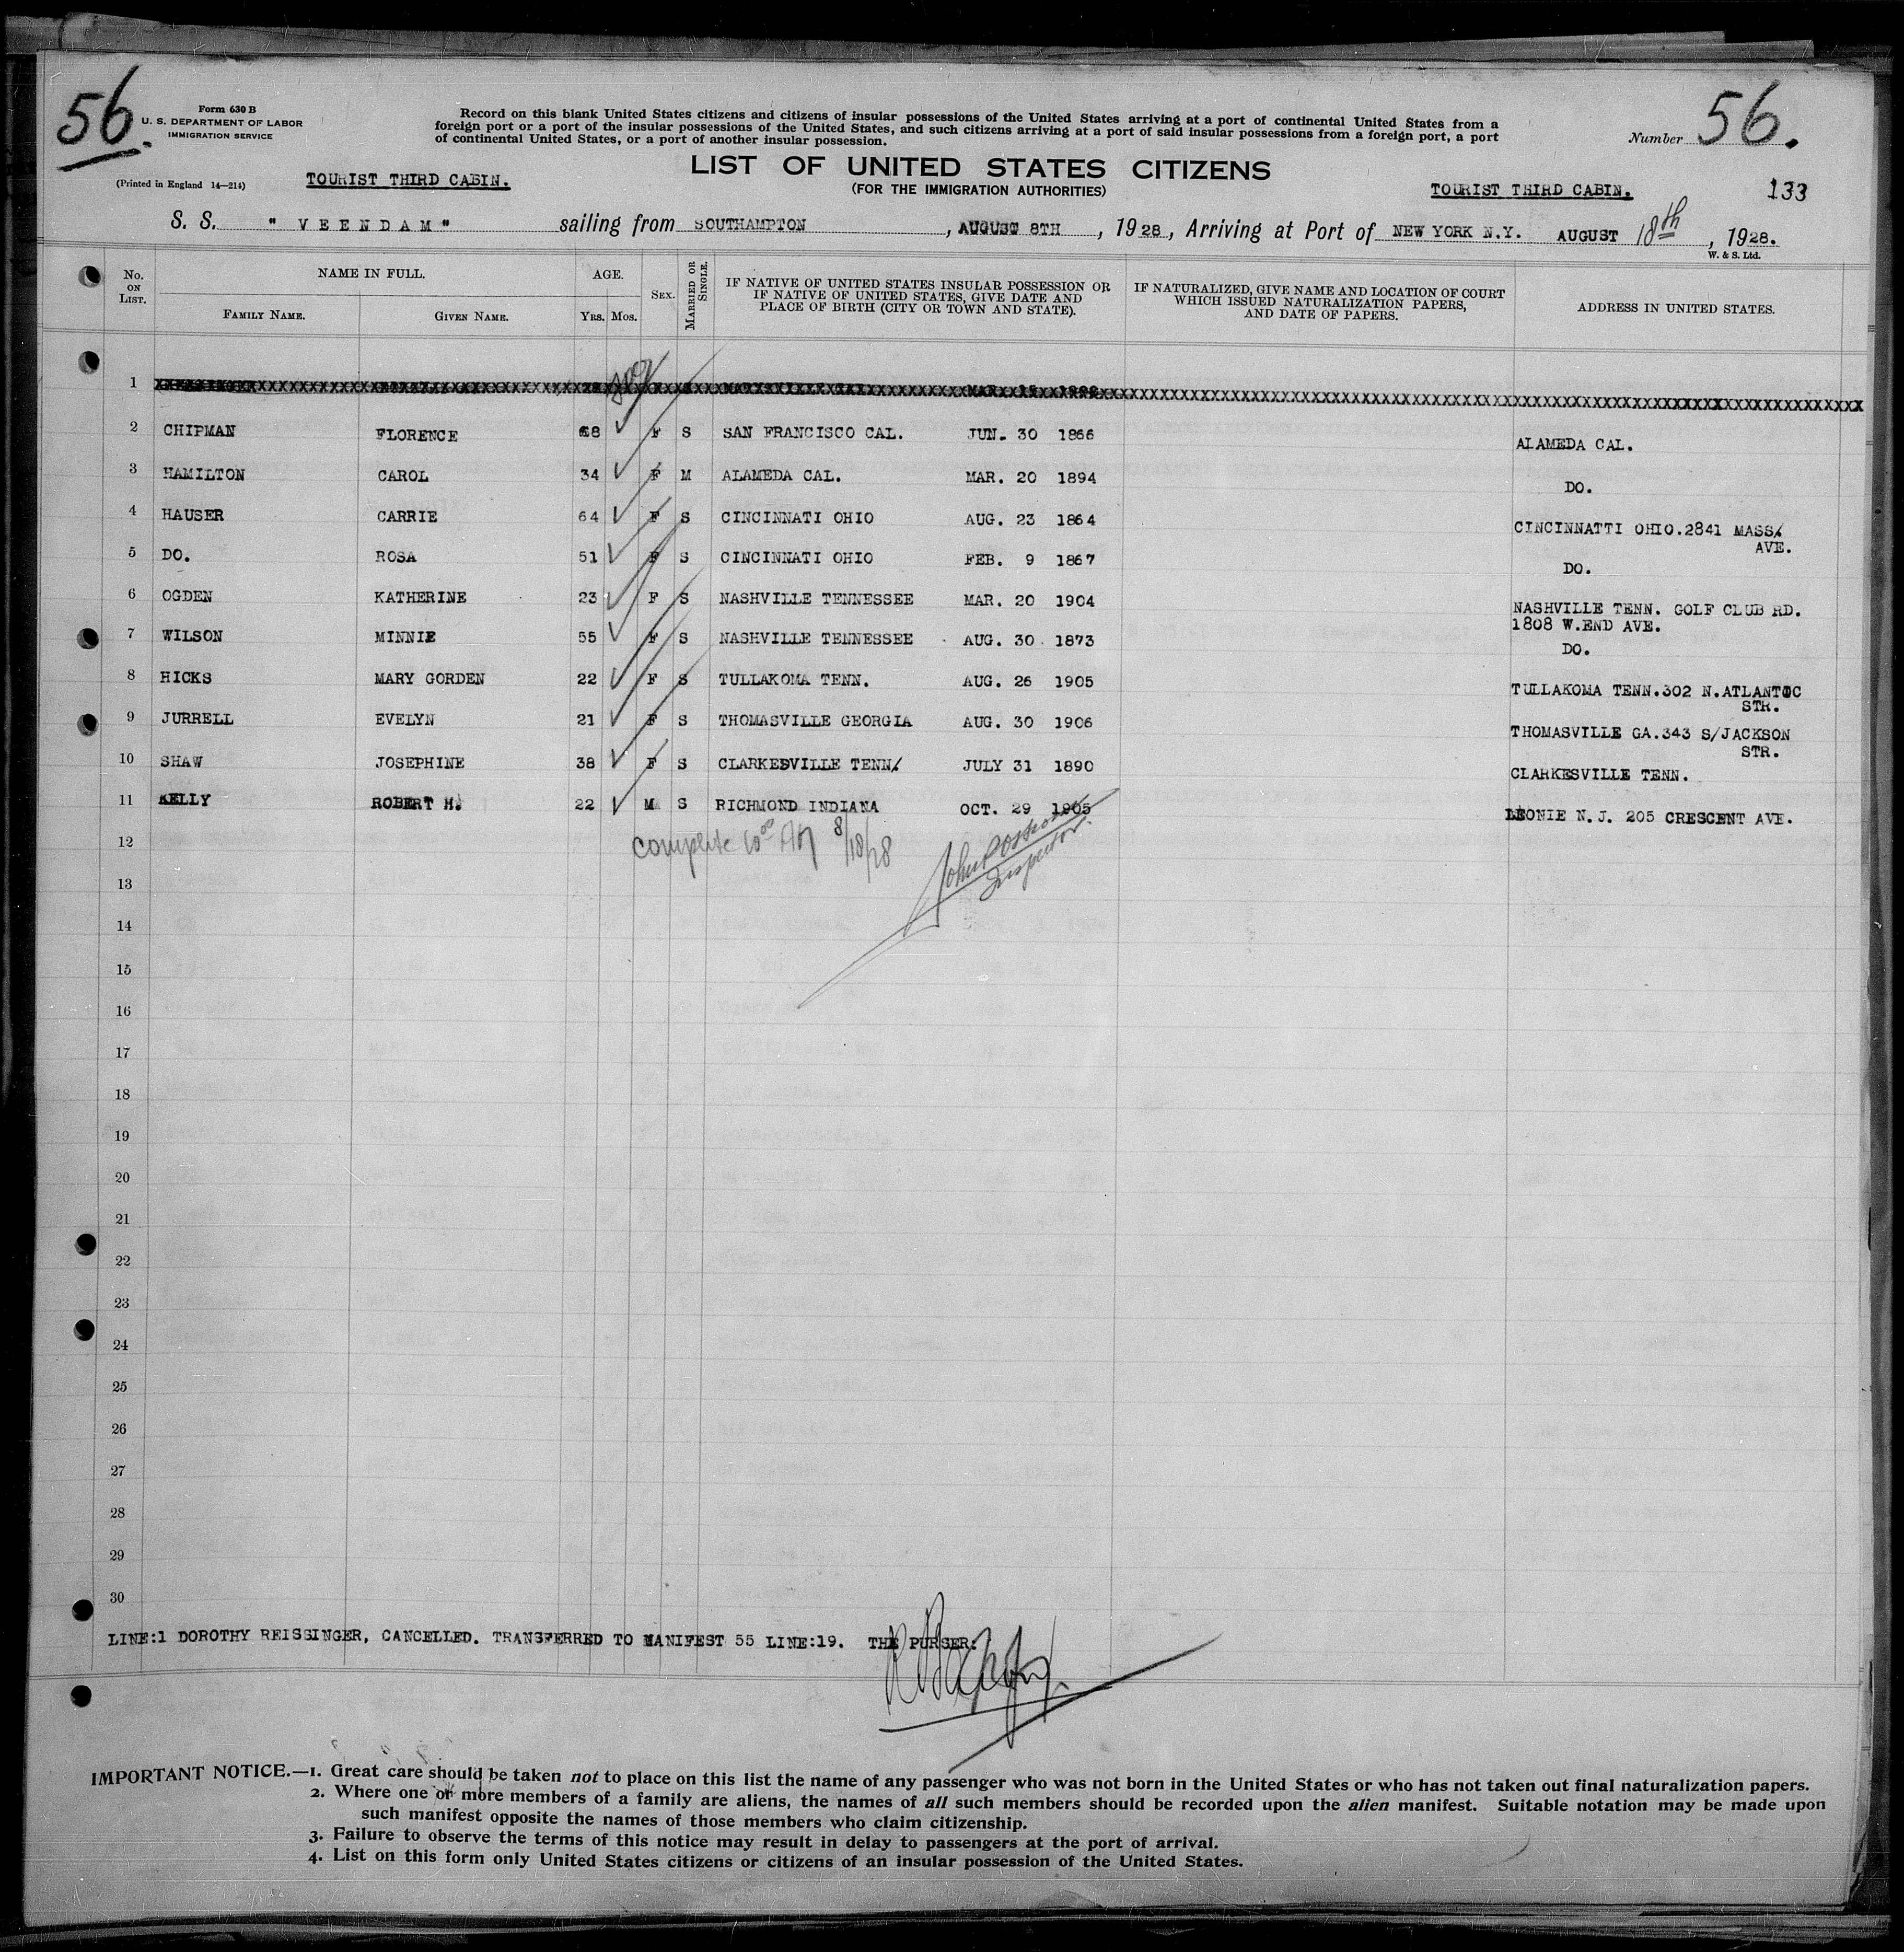 56.
Form 630 B
U. S. DEPARTMENT OF LABOR
IMMIGRATION SERVICE
(Printed in England 14—214)
Record on this blank United States citizens and citizens of insular possessions of the United States arriving at a port of continental United States from a
foreign port or a port of the insular possessions of the United States, and such citizens arriving at a port of said insular possessions from a foreign port, a port
of continental United States, or a port of another insular possession.
Number 56.
LIST OF UNITED STATES CITIZENS
(FOR THE IMMIGRATION AUTHORITIES)
TOURIST THIRD CABIN.
TOURIST THIRD CABIN.
133
S. S. " VEENDAM " sailing from SOUTHAMPTON , AUGUST 8TH , 1928, Arriving at Port of NEW YORK N.Y. AUGUST 18th , 1928.
W. & S. Ltd.
No. ON LIST.
NAME IN FULL.
FAMILY NAME.
GIVEN NAME.
AGE.
YRS. MOS.
SEX.
MARRIED OR SINGLE.
IF NATIVE OF UNITED STATES INSULAR POSSESSION OR
IF NATIVE OF UNITED STATES, GIVE DATE AND
PLACE OF BIRTH (CITY OR TOWN AND STATE).
IF NATURALIZED, GIVE NAME AND LOCATION OF COURT
WHICH ISSUED NATURALIZATION PAPERS,
AND DATE OF PAPERS.
ADDRESS IN UNITED STATES.
1
2 CHIPMAN FLORENCE 68 F S SAN FRANCISCO CAL. JUN. 30 1866 ALAMEDA CAL.
3 HAMILTON CAROL 34 F M ALAMEDA CAL. MAR. 20 1894 DO.
4 HAUSER CARRIE 64 F S CINCINNATI OHIO AUG. 23 1864 CINCINNATTI OHIO.2841 MASS/
AVE.
5 DO. ROSA 51 F S CINCINNATI OHIO FEB. 9 1867 DO.
6 OGDEN KATHERINE 23 F S NASHVILLE TENNESSEE MAR. 20 1904 NASHVILLE TENN. GOLF CLUB RD.
7 WILSON MINNIE 55 F S NASHVILLE TENNESSEE AUG. 30 1873 1808 W.END AVE.
DO.
8 HICKS MARY GORDEN 22 F S TULLAKOMA TENN. AUG. 26 1905 TULLAKOMA TENN.302 N.ATLANTOC
STR.
9 JURRELL EVELYN 21 F S THOMASVILLE GEORGIA AUG. 30 1906 THOMASVILLE GA.343 S/JACKSON
STR.
10 SHAW JOSEPHINE 38 F S CLARKESVILLE TENN/ JULY 31 1890 CLARKESVILLE TENN.
11 KELLY ROBERT H. 22 M S RICHMOND INDIANA OCT. 29 1905 LEONIE N.J. 205 CRESCENT AVE.
12 complete 8/18/28
13 Inspector.
14
15
16
17
18
19
20
21
22
23
24
25
26
27
28
29
30
LINE:1 DOROTHY REISSINGER, CANCELLED. TRANSFERRED TO MANIFEST 55 LINE:19. THE PURSER:
IMPORTANT NOTICE.—1. Great care should be taken not to place on this list the name of any passenger who was not born in the United States or who has not taken out final naturalization papers.
2. Where one or more members of a family are aliens, the names of all such members should be recorded upon the alien manifest. Suitable notation may be made upon
such manifest opposite the names of those members who claim citizenship.
3. Failure to observe the terms of this notice may result in delay to passengers at the port of arrival.
4. List on this form only United States citizens or citizens of an insular possession of the United States.